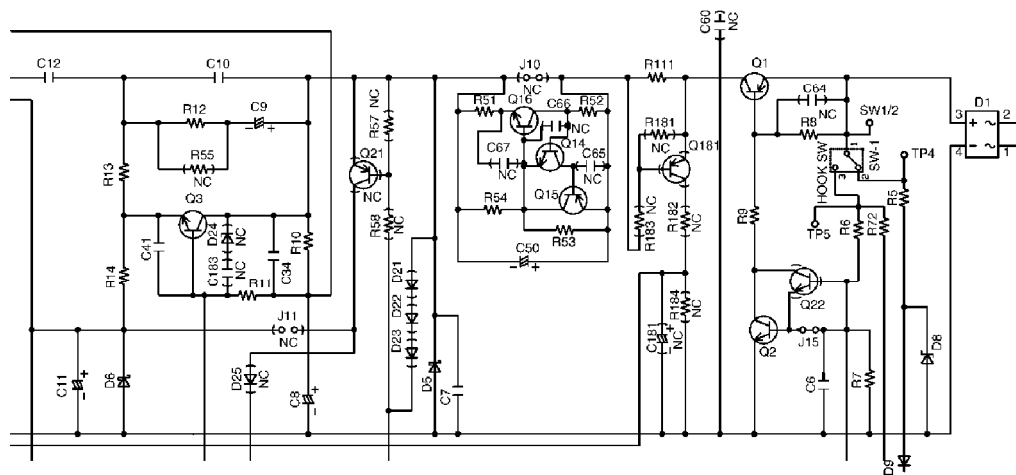 C60
NC
C12
C10
J10
NC
R111
Q1
R12
C9
R57
NC
R51
Q16
C66
NC
R52
C64
NC
R8
SW1/2
3
+
~
2
D1
4
-
~
1
R55
NC
R13
Q21
NC
C67
NC
Q14
C65
NC
R181
NC
Q181
HOOK SW
1
3
2
SW-1
TP4
R5
Q3
R54
Q15
R53
R58
NC
R183
NC
R182
NC
R9
TP5
R6
R72
C41
D24
NC
C183
NC
C34
R10
R14
R11
C50
- +
D21
D22
D23
R184
NC
Q22
J11
NC
C181
NC
Q2
J15
D8
C11
D6
D25
NC
C8
D5
C7
C6
R7
D9